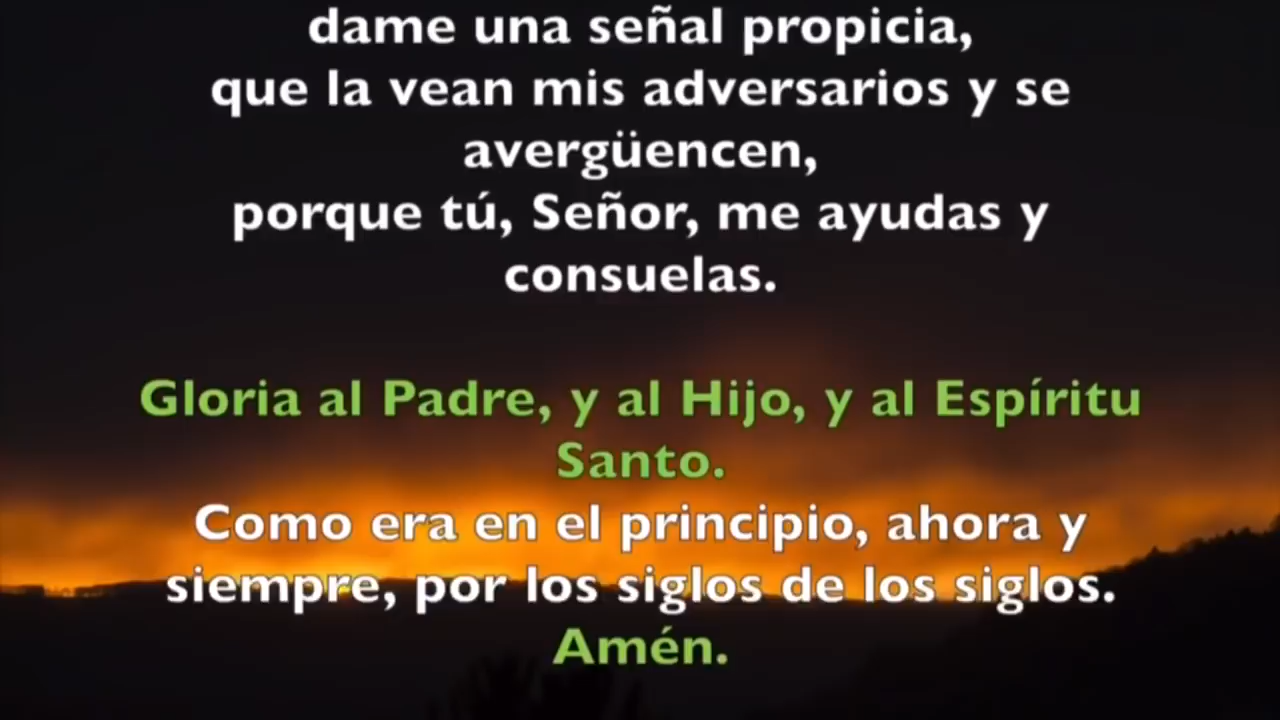 dame una señal propicia,
que la vean mis adversarios y se
avergüencen,
porque tú, Señor, me ayudas y
consuelas.
Gloria al Padre, y al Hijo, y al Espíritu
Santo.
Como era en el principio, ahora y
siempre, por los siglos de los siglos.
Amén.